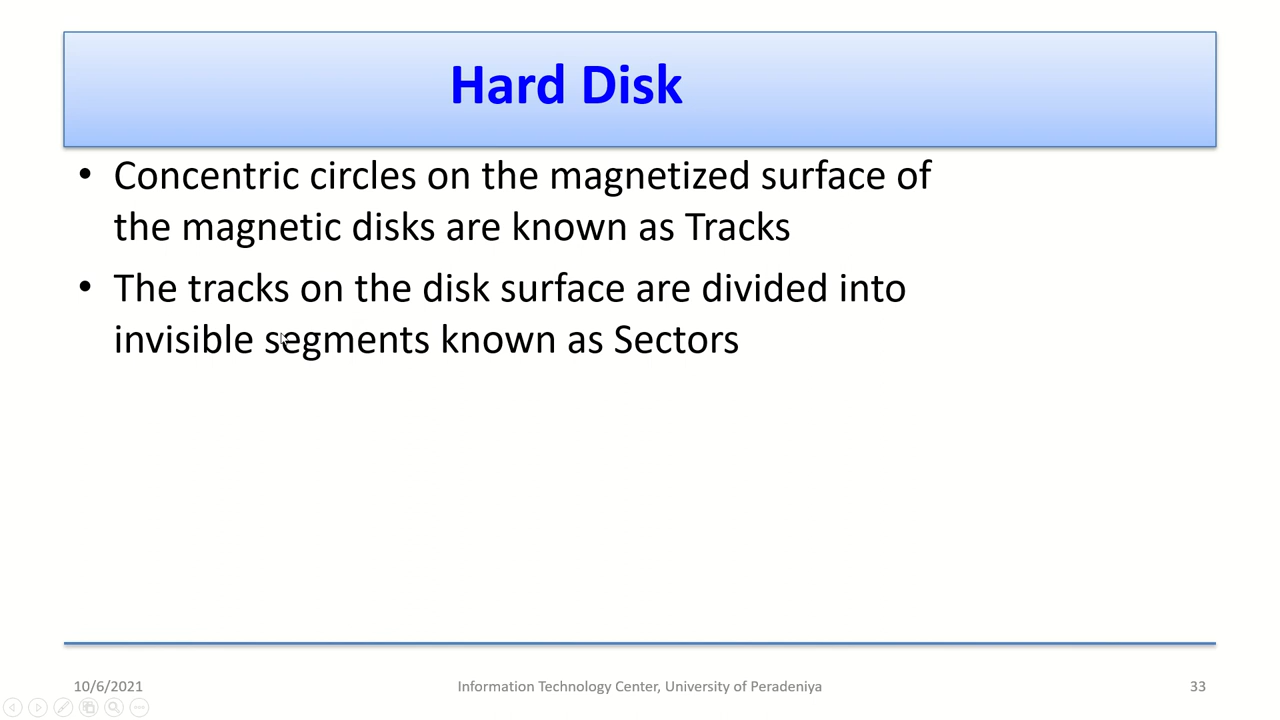 Hard Disk
• Concentric circles on the magnetized surface of
the magnetic disks are known as Tracks
• The tracks on the disk surface are divided into
invisible segments known as Sectors
10/6/2021
Information Technology Center, University of Peradeniya
33